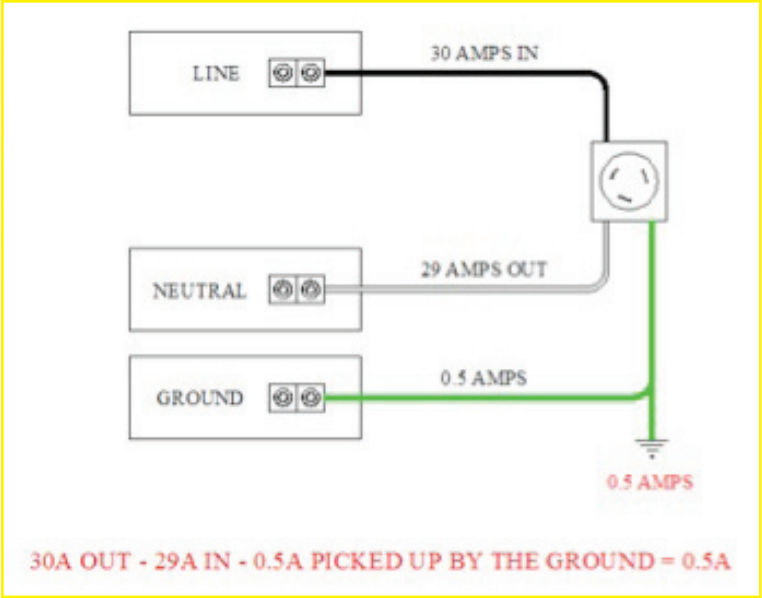 30 AMPS IN
LINE
29 AMPS OUT
NEUTRAL
0.5 AMPS
GROUND
0.5 AMPS
30A OUT - 29A IN - 0.5A PICKED UP BY THE GROUND = 0.5A